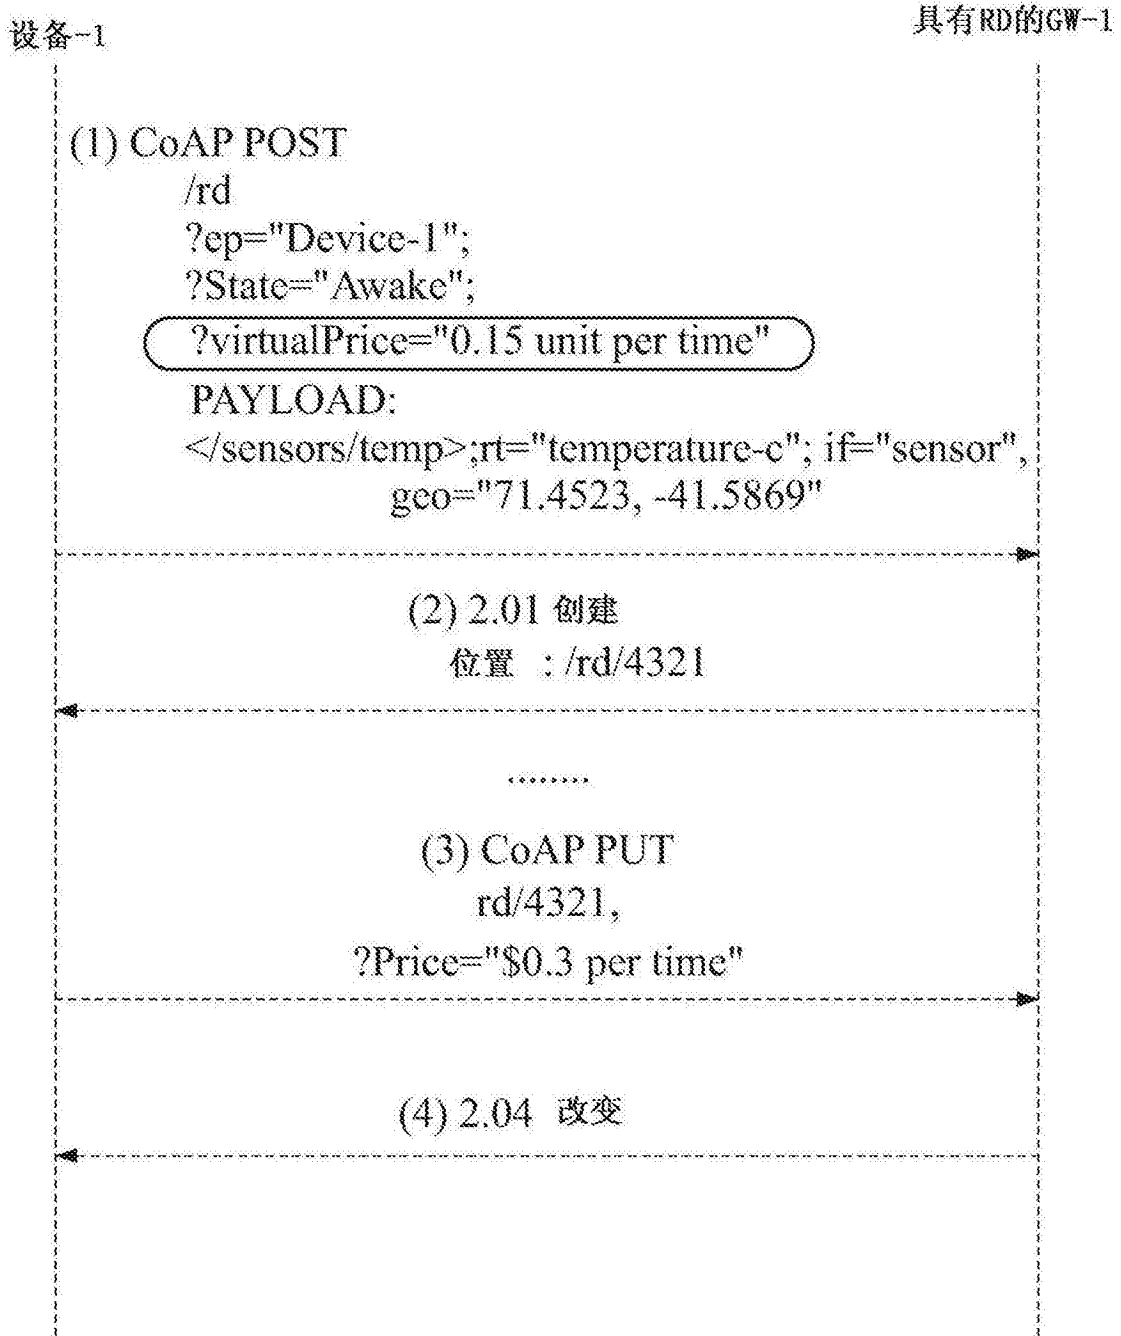 设备-1
具有RD的GW-1
(1) CoAP POST
/rd
?ep="Device-1";
?State="Awake";
?virtualPrice="0.15 unit per time"
PAYLOAD:
</sensors/temp>;rt="temperature-c"; if="sensor",
geo="71.4523, -41.5869"
(2) 2.01 创建
位置 : /rd/4321
........
(3) CoAP PUT
rd/4321,
?Price="$0.3 per time"
(4) 2.04 改变